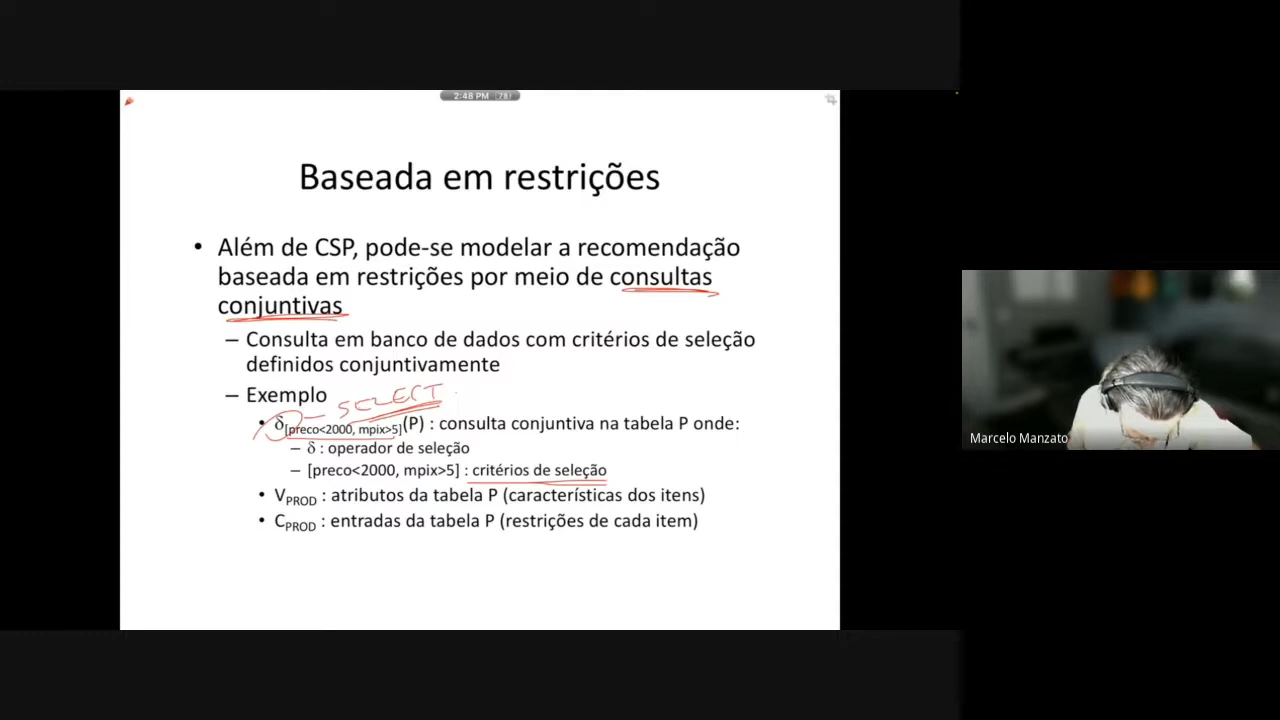 2:48 PM
Baseada em restrições
• Além de CSP, pode-se modelar a recomendação
baseada em restrições por meio de consultas
conjuntivas
– Consulta em banco de dados com critérios de seleção
definidos conjuntivamente
– Exemplo
– SELECT
• δ[preco<2000, mpix>5](P) : consulta conjuntiva na tabela P onde:
– δ : operador de seleção
– [preco<2000, mpix>5] : critérios de seleção
• VPROD : atributos da tabela P (características dos itens)
• CPROD : entradas da tabela P (restrições de cada item)
Marcelo Manzato